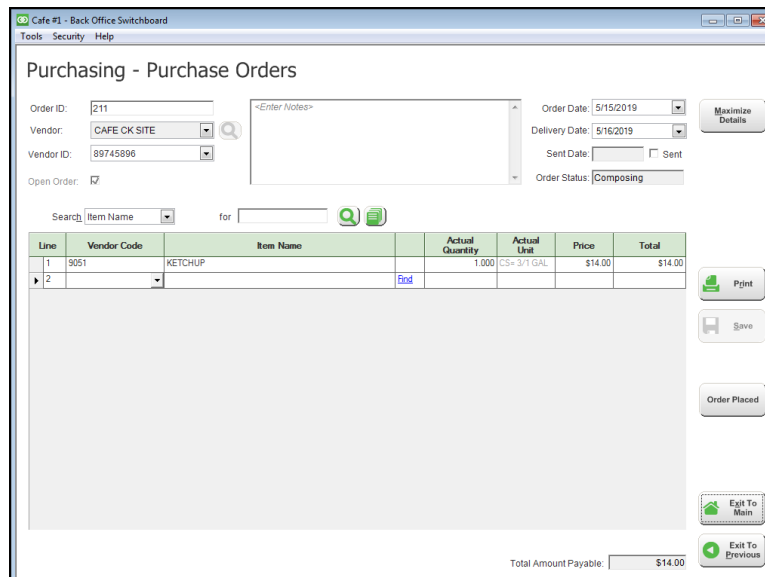 Cafe #1 - Back Office Switchboard
Tools Security Help
Purchasing - Purchase Orders
Order ID: 211
Vendor: CAFE CK SITE
Vendor ID: 89745896
Open Order:
<Enter Notes>
Order Date: 5/15/2019
Delivery Date: 5/16/2019
Sent Date: Sent
Order Status: Composing
Maximize
Details
Search Item Name for
Line Vendor Code Item Name Actual Quantity Actual Unit Price Total
1 9051 KETCHUP 1.000 CS= 3/1 GAL $14.00 $14.00
2 Find
Print
Save
Order Placed
Exit To
Main
Exit To
Previous
Total Amount Payable: $14.00